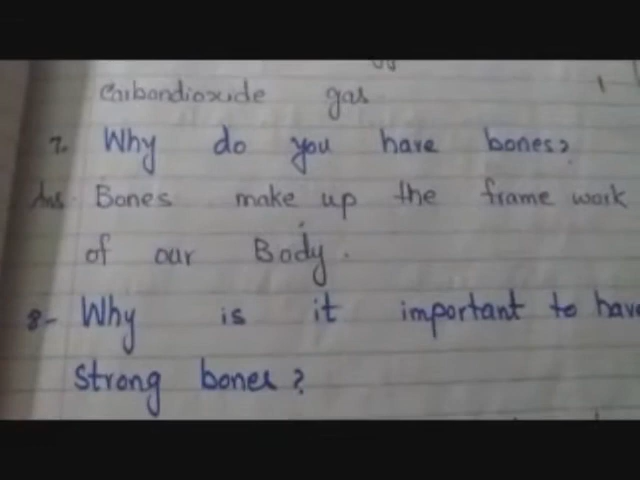 Carbondioxide gas
7. Why do you have bones?
Ans. Bones make up the frame work
of our Body.
8- Why is it important to have
strong bones?